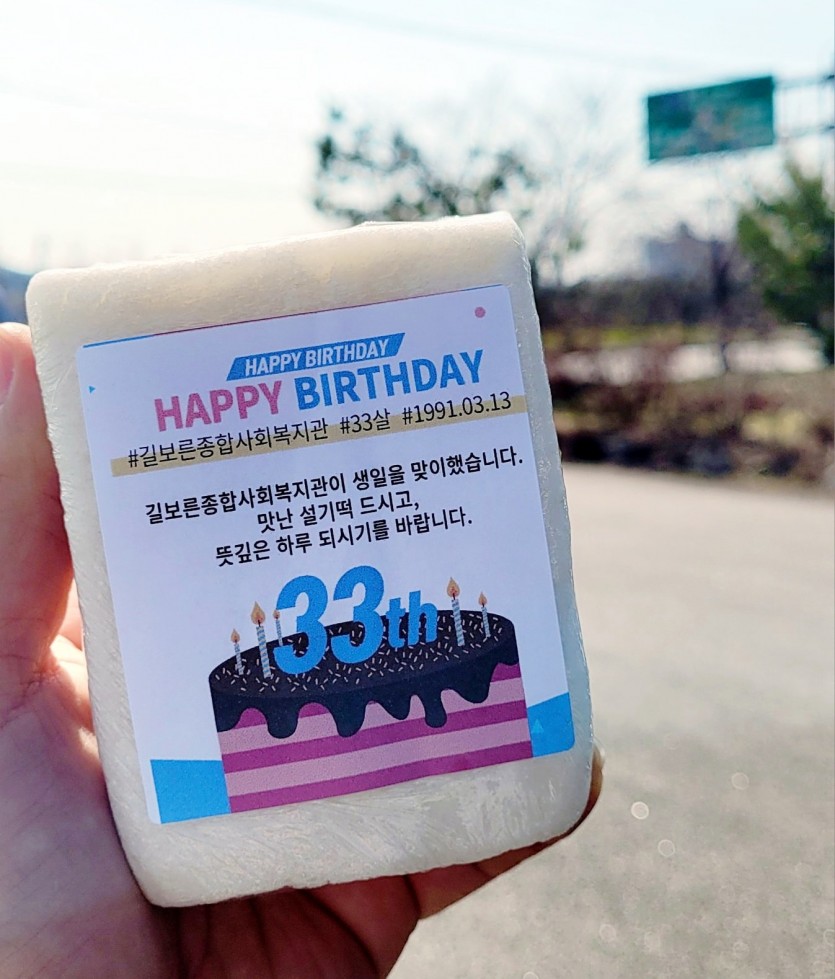 HAPPY BIRTHDAY
HAPPY BIRTHDAY
#길보른종합사회복지관 #33살 #1991.03.13
길보른종합사회복지관이 생일을 맞이했습니다.
맛난 설기떡 드시고,
뜻깊은 하루 되시기를 바랍니다.
33th